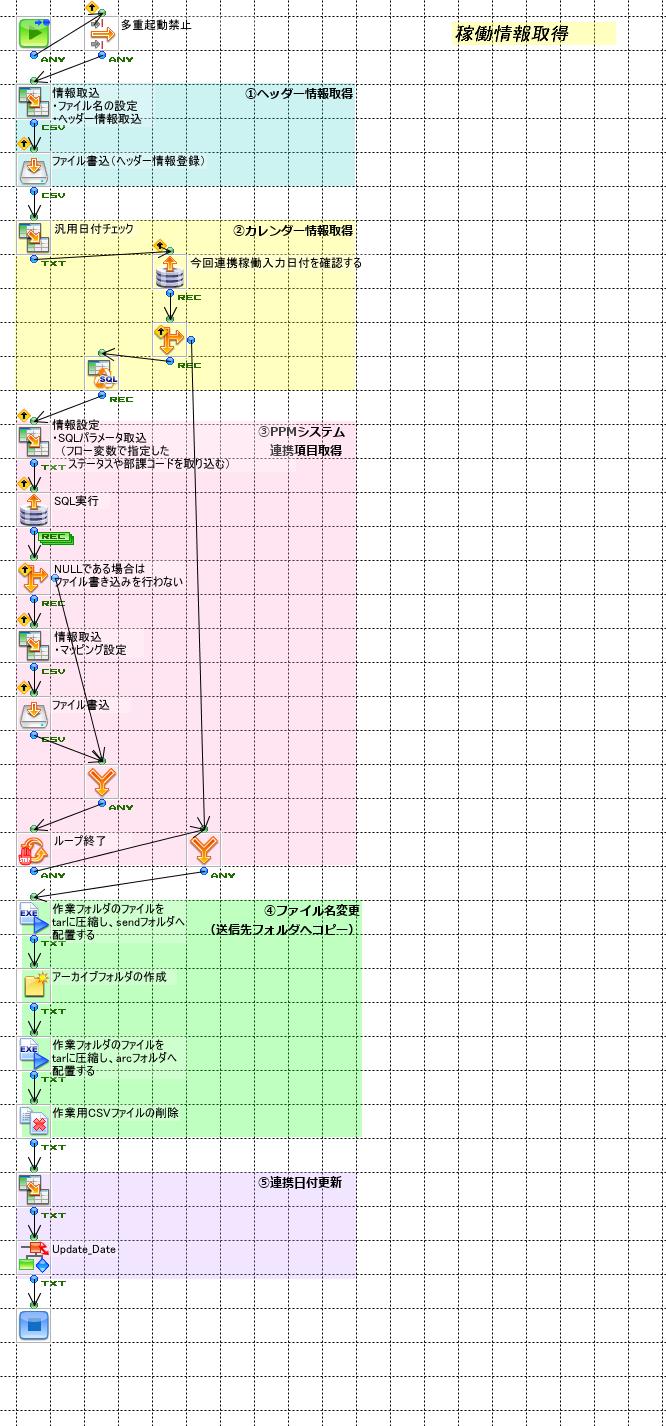 多重起動禁止
稼働情報取得
ANY
ANY
情報取込
・ファイル名の設定
・ヘッダー情報取込
①ヘッダー情報取得
CSV
ファイル書込(ヘッダー情報登録)
CSV
汎用日付チェック
②カレンダー情報取得
TXT
今回連携稼働入力日付を確認する
REC
REC
SQL
REC
情報設定
・SQLパラメータ取込
(フロー変数で指定した
ステータスや部課コードを取り込む)
③PPMシステム
連携項目取得
TXT
SQL実行
REC
NULLである場合は
ファイル書き込みを行わない
REC
情報取込
・マッピング設定
CSV
ファイル書込
CSV
ANY
ループ終了
ANY
ANY
EXE
作業フォルダのファイルを
tarに圧縮し、sendフォルダへ
配置する
④ファイル名変更
(送信先フォルダへコピー)
TXT
アーカイブフォルダの作成
TXT
EXE
作業フォルダのファイルを
tarに圧縮し、arcフォルダへ
配置する
TXT
作業用CSVファイルの削除
TXT
⑤連携日付更新
TXT
Update_Date
TXT